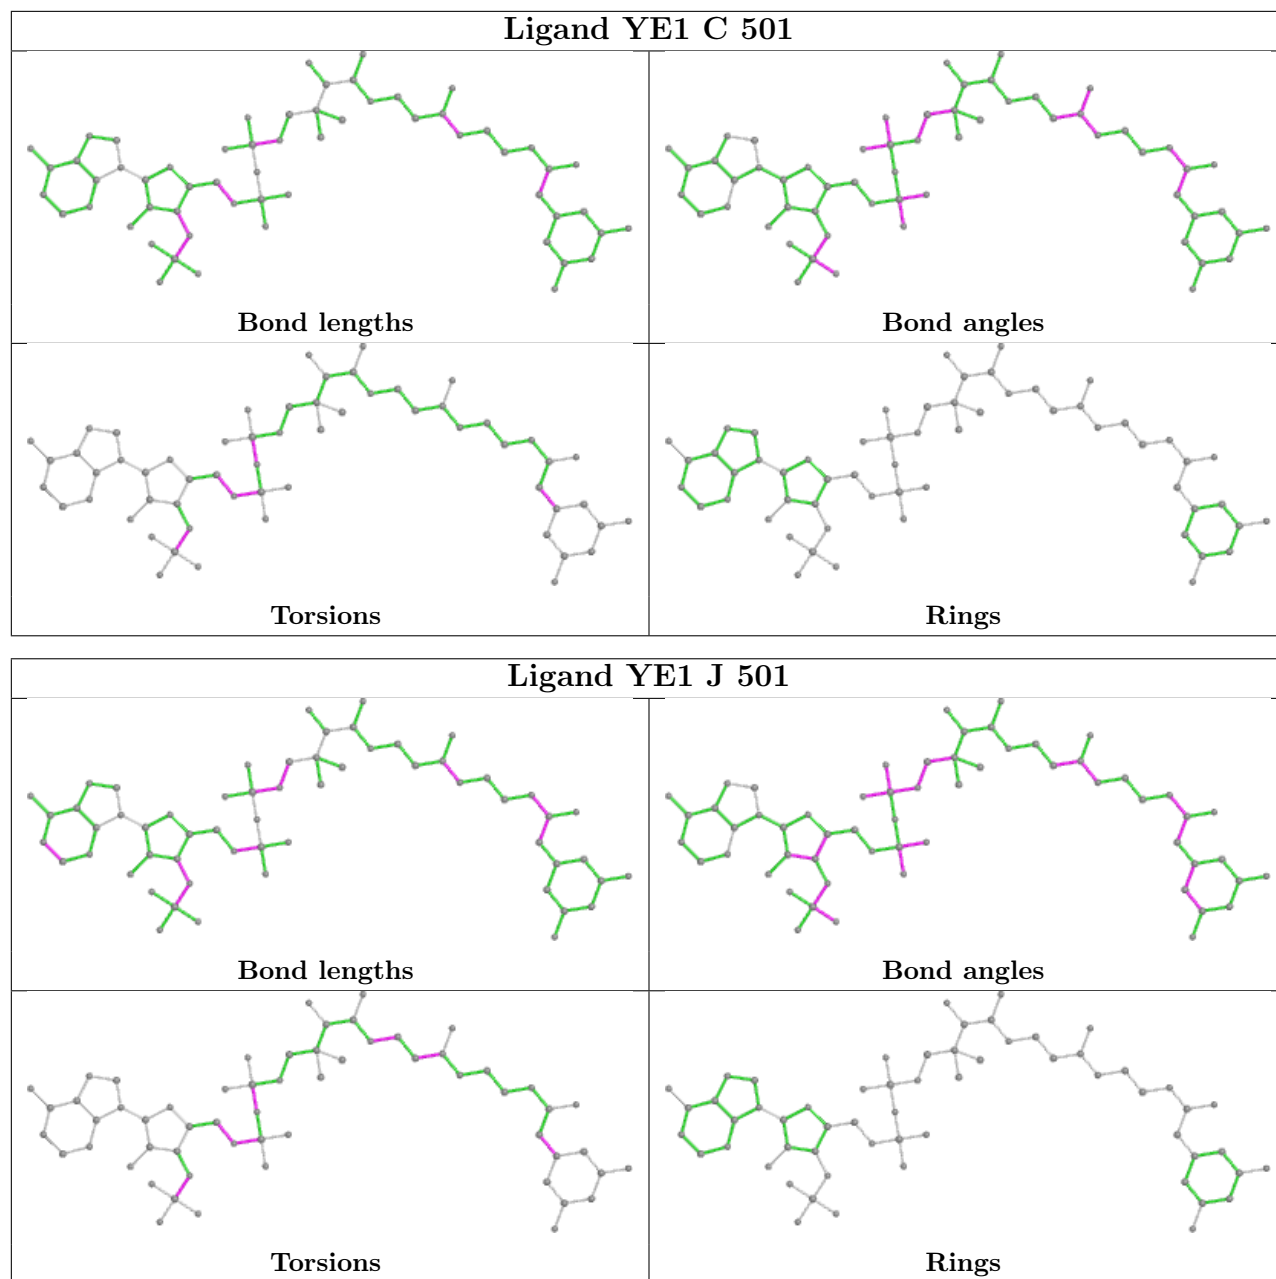 Ligand YE1 C 501
Bond lengths
Bond angles
Torsions
Rings
Ligand YE1 J 501
Bond lengths
Bond angles
Torsions
Rings